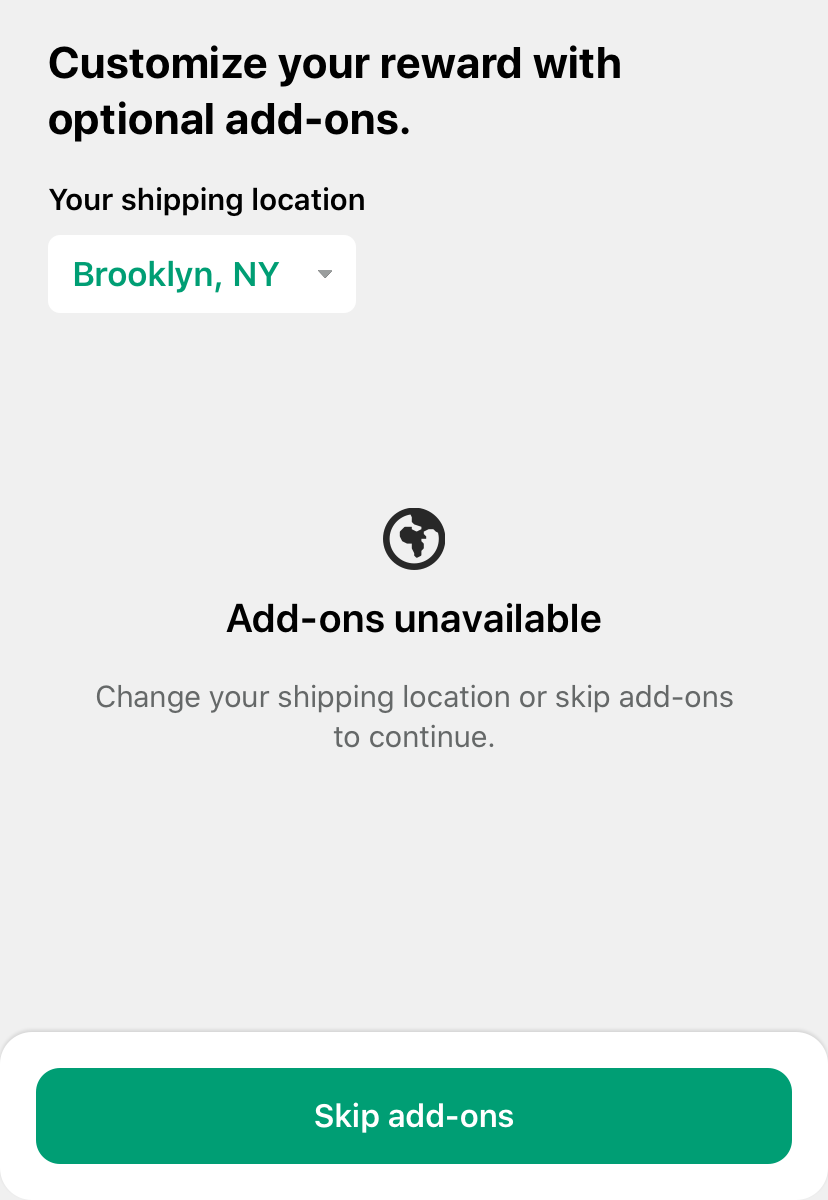 Customize your reward with
optional add-ons.
Your shipping location
Brooklyn, NY
Add-ons unavailable
Change your shipping location or skip add-ons
to continue.
Skip add-ons